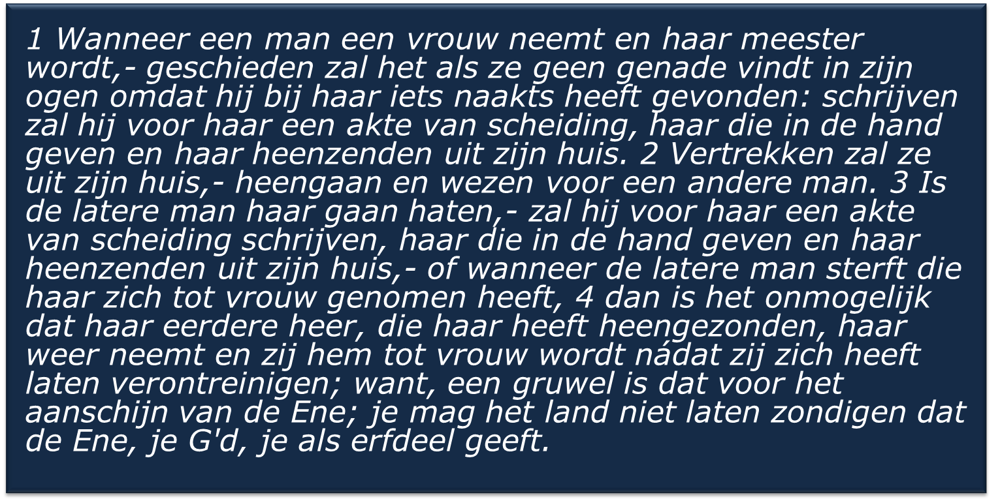 1 Wanneer een man een vrouw neemt en haar meester
wordt,- geschieden zal het als ze geen genade vindt in zijn
ogen omdat hij bij haar iets naakts heeft gevonden: schrijven
zal hij voor haar een akte van scheiding, haar die in de hand
geven en haar heenzenden uit zijn huis. 2 Vertrekken zal ze
uit zijn huis,- heengaan en wezen voor een andere man. 3 Is
de latere man haar gaan haten,- zal hij voor haar een akte
van scheiding schrijven, haar die in de hand geven en haar
heenzenden uit zijn huis,- of wanneer de latere man sterft die
haar zich tot vrouw genomen heeft, 4 dan is het onmogelijk
dat haar eerdere heer, die haar heeft heengezonden, haar
weer neemt en zij hem tot vrouw wordt nádat zij zich heeft
laten verontreinigen; want, een gruwel is dat voor het
aanschijn van de Ene; je mag het land niet laten zondigen dat
de Ene, je G'd, je als erfdeel geeft.